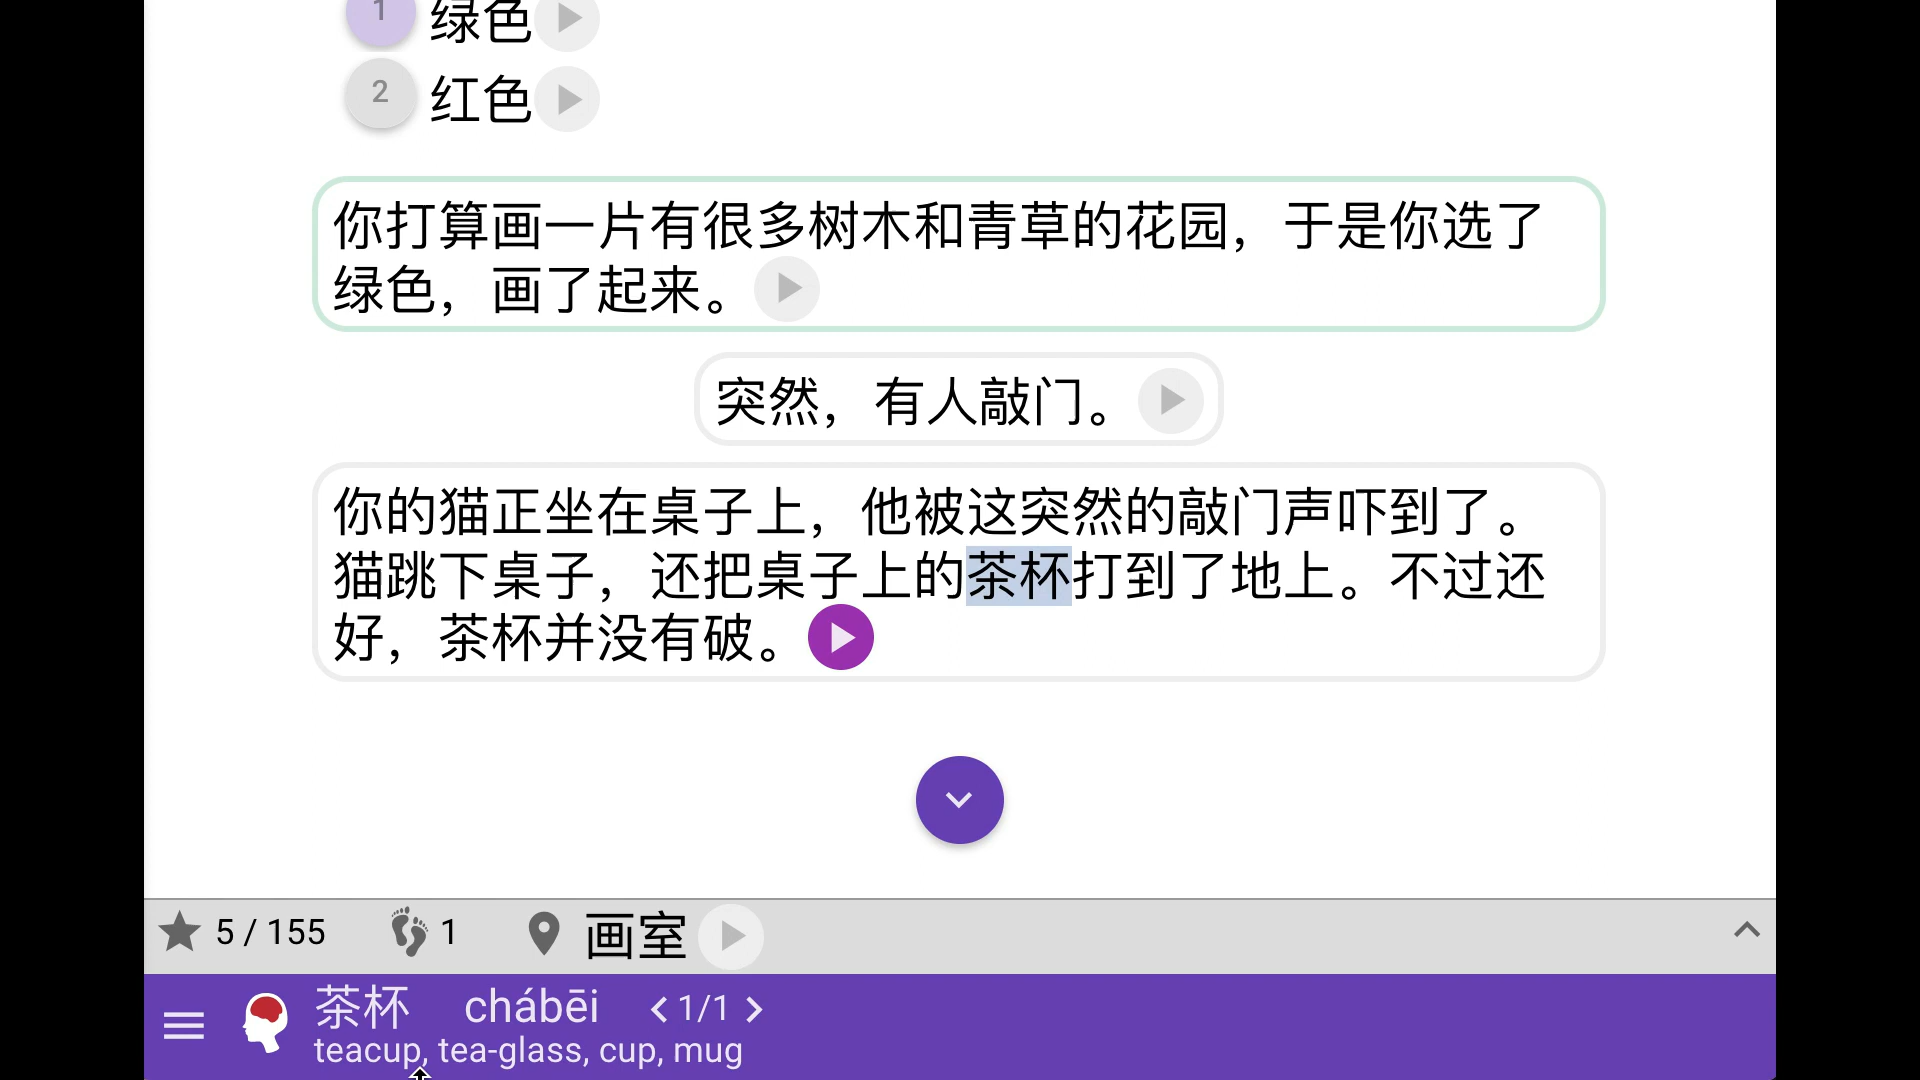 1 绿色
2 红色
你打算画一片有很多树木和青草的花园，于是你选了
绿色，画了起来。
突然，有人敲门。
你的猫正坐在桌子上，他被这突然的敲门声吓到了。
猫跳下桌子，还把桌子上的茶杯打到了地上。不过还
好，茶杯并没有破。
5 / 155 1 画室
茶杯 chábēi 1/1
teacup, tea-glass, cup, mug